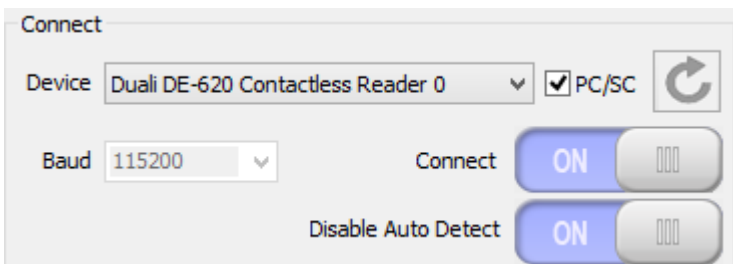 Connect
Device Duali DE-620 Contactless Reader 0 PC/SC
Baud 115200 Connect ON
Disable Auto Detect ON